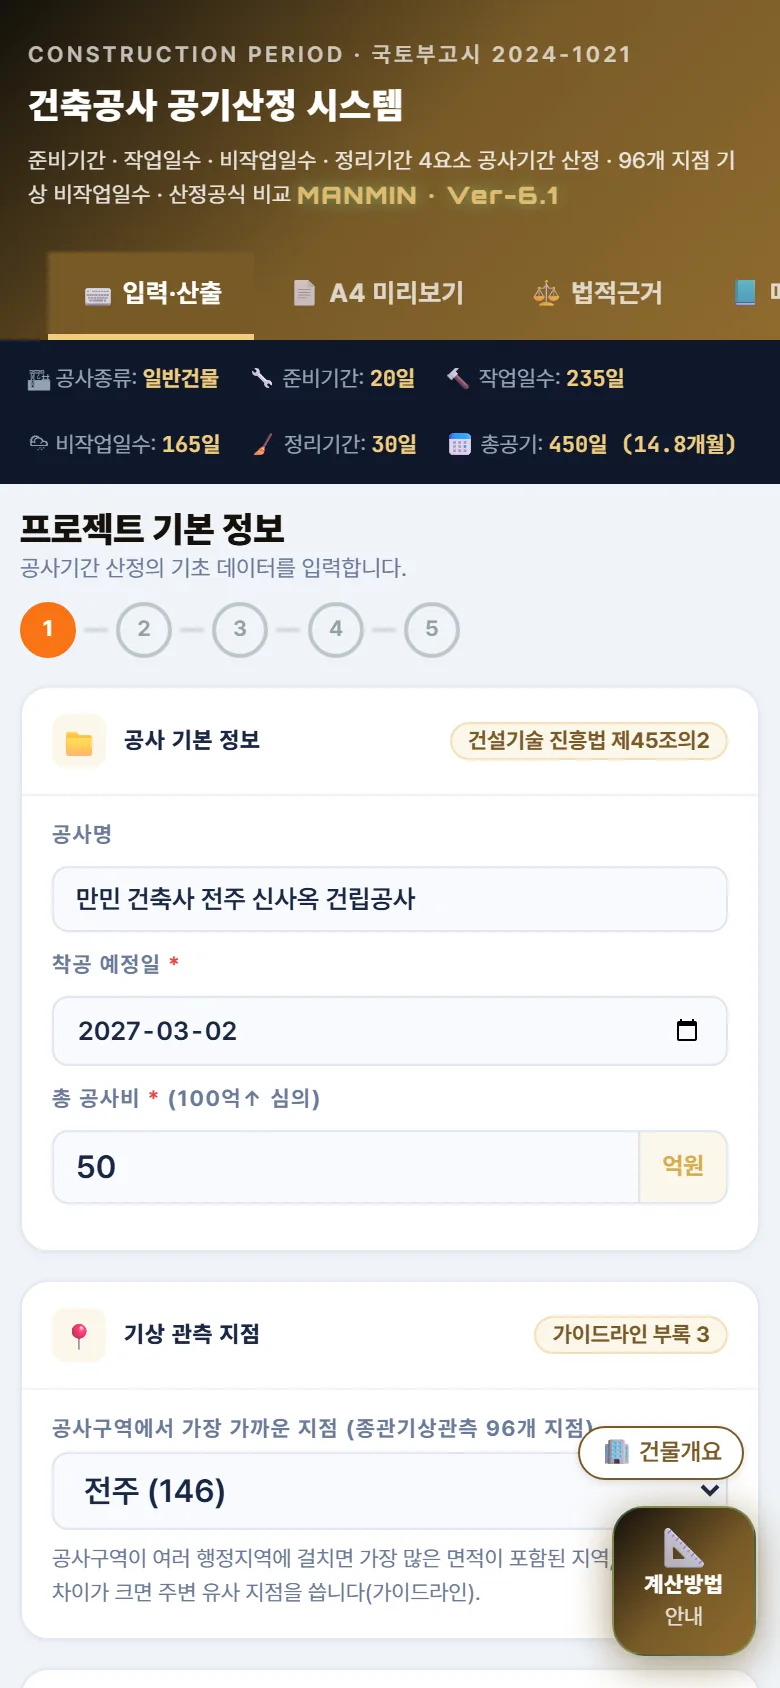 CONSTRUCTION PERIOD · 국토부고시 2024-1021
건축공사 공기산정 시스템
준비기간 · 작업일수 · 비작업일수 · 정리기간 4요소 공사기간 산정 · 96개 지점 기
상 비작업일수 · 산정공식 비교 MANMIN · Ver-6.1
입력·산출
A4 미리보기
법적근거
공사종류: 일반건물
준비기간: 20일
작업일수: 235일
비작업일수: 165일
정리기간: 30일
총공기: 450일 (14.8개월)
프로젝트 기본 정보
공사기간 산정의 기초 데이터를 입력합니다.
1
2
3
4
5
공사 기본 정보
건설기술 진흥법 제45조의2
공사명
만민 건축사 전주 신사옥 건립공사
착공 예정일 *
2027-03-02
총 공사비 * (100억↑ 심의)
50
억원
기상 관측 지점
가이드라인 부록 3
공사구역에서 가장 가까운 지점 (종관기상관측 96개 지점)
건물개요
전주 (146)
공사구역이 여러 행정지역에 걸치면 가장 많은 면적이 포함된 지역,
차이가 크면 주변 유사 지점을 씁니다(가이드라인).
계산방법
안내